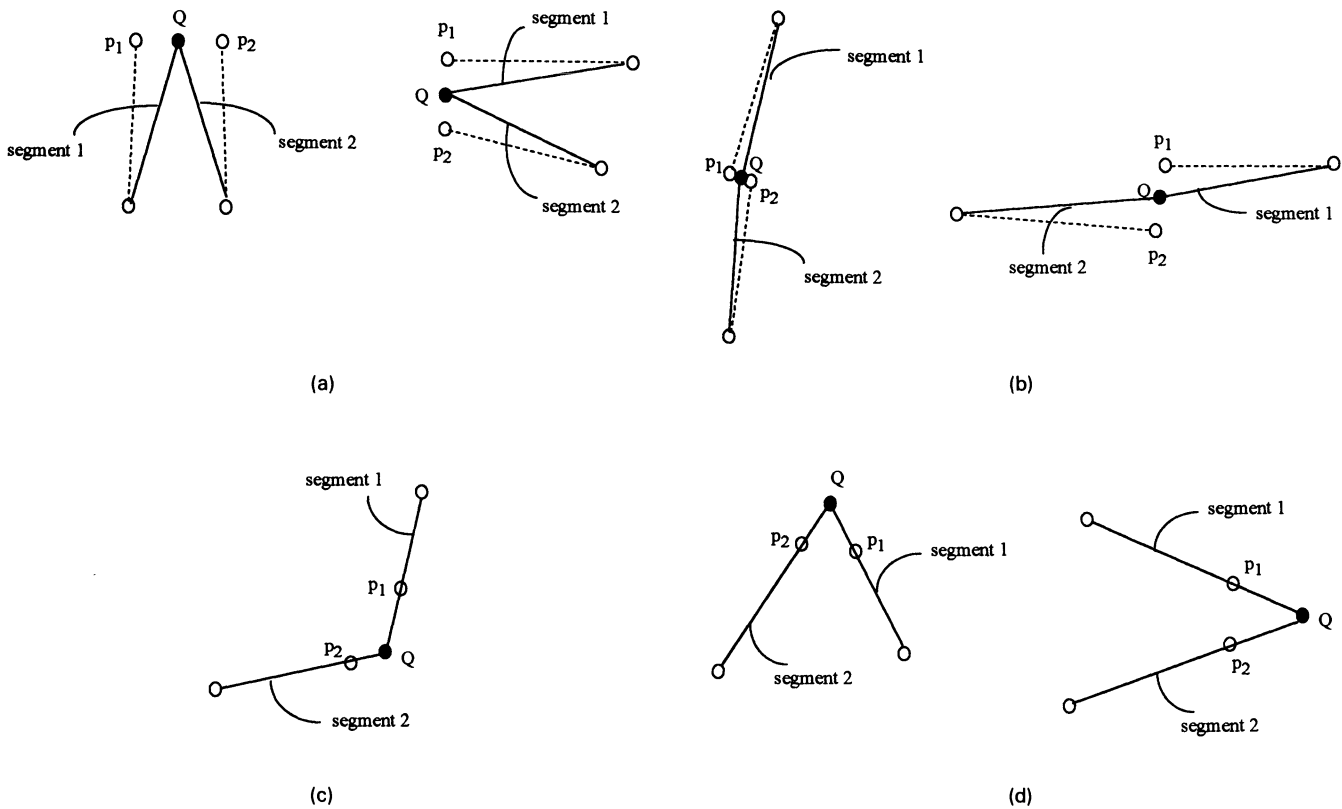 Q
p1
p2
segment 1
segment 2
segment 1
p1
Q
p2
segment 2
segment 1
p1
Q
p2
segment 2
p1
Q
segment 1
p2
segment 2
(a)
(b)
segment 1
p1
p2
Q
segment 2
Q
p2
p1
segment 1
segment 2
segment 1
p1
Q
p2
segment 2
(c)
(d)